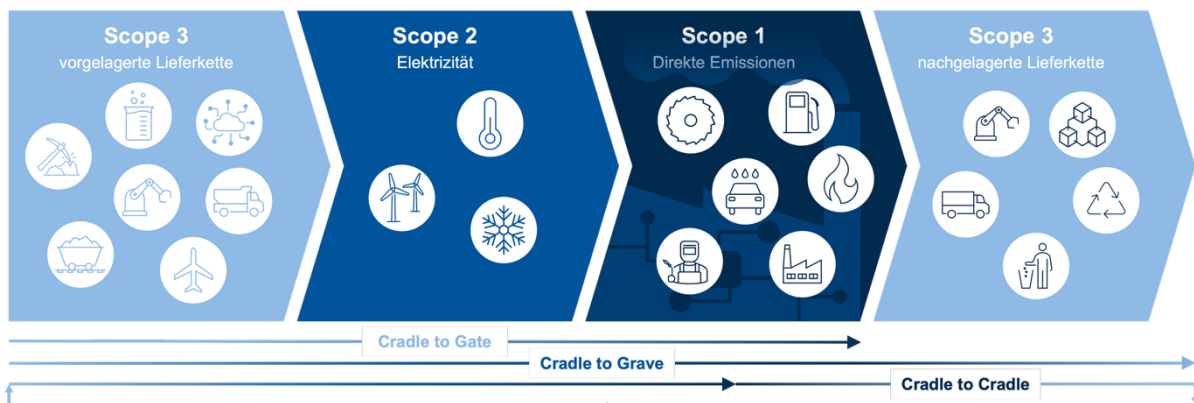 Scope 3
vorgelagerte Lieferkette
Scope 2
Elektrizität
Scope 1
Direkte Emissionen
Scope 3
nachgelagerte Lieferkette
Cradle to Gate
Cradle to Grave
Cradle to Cradle